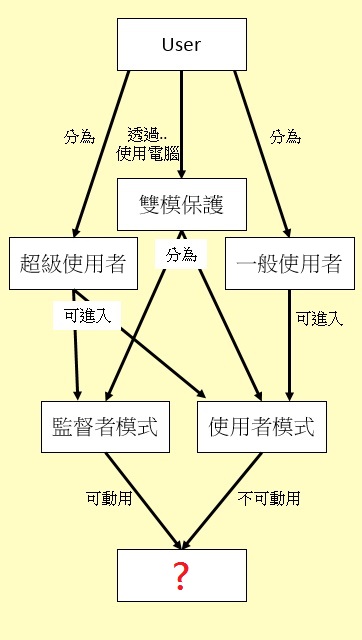 User
分為
透過..
使用電腦
分為
雙模保護
超級使用者
分為
一般使用者
可進入
可進入
監督者模式
使用者模式
可動用
不可動用
?